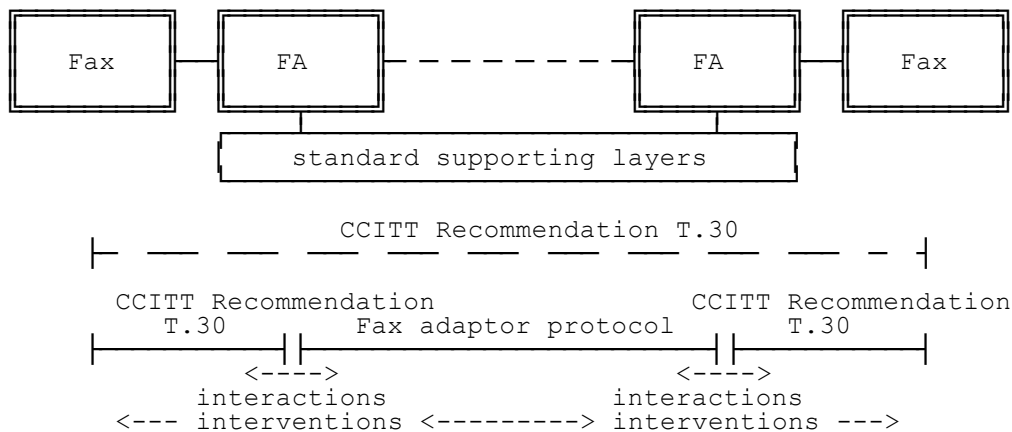 Fax FA FA Fax
standard supporting layers
CCITT Recommendation T.30
CCITT Recommendation CCITT Recommendation
T.30 Fax adaptor protocol T.30
<----> <---->
interactions interactions
<--- interventions <---------> interventions --->